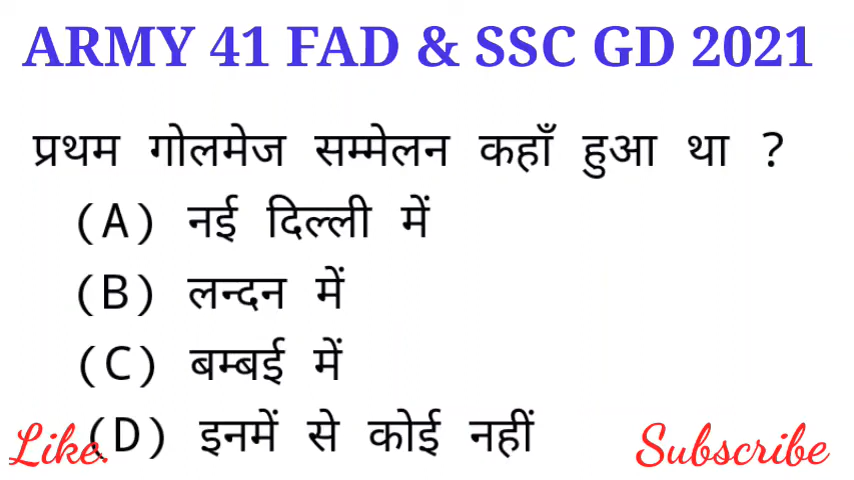 ARMY 41 FAD & SSC GD 2021
प्रथम गोलमेज सम्मेलन कहाँ हुआ था ?
(A) नई दिल्ली में
(B) लन्दन में
(C) बम्बई में
(D) इनमें से कोई नहीं
Like.
Subscribe